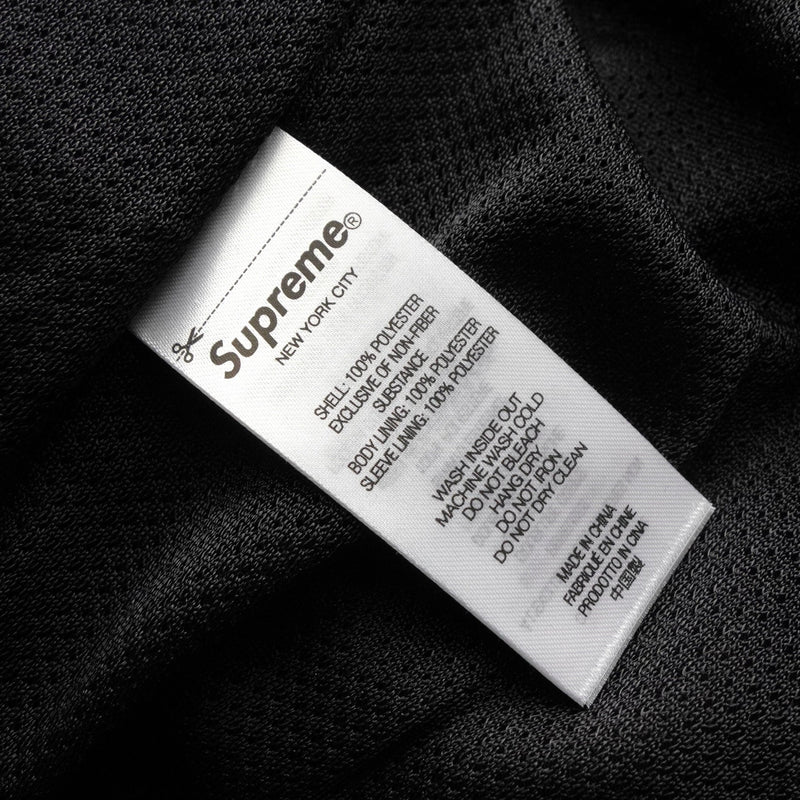 Supreme®
NEW YORK CITY
SHELL: 100% POLYESTER
EXCLUSIVE OF NON-FIBER
SUBSTANCE
BODY LINING: 100% POLYESTER
SLEEVE LINING: 100% POLYESTER
WASH INSIDE OUT
MACHINE WASH COLD
DO NOT BLEACH
HANG DRY
DO NOT IRON
DO NOT DRY CLEAN
MADE IN CHINA
FABRIQUÉ EN CHINE
PRODOTTO IN CINA
中国製